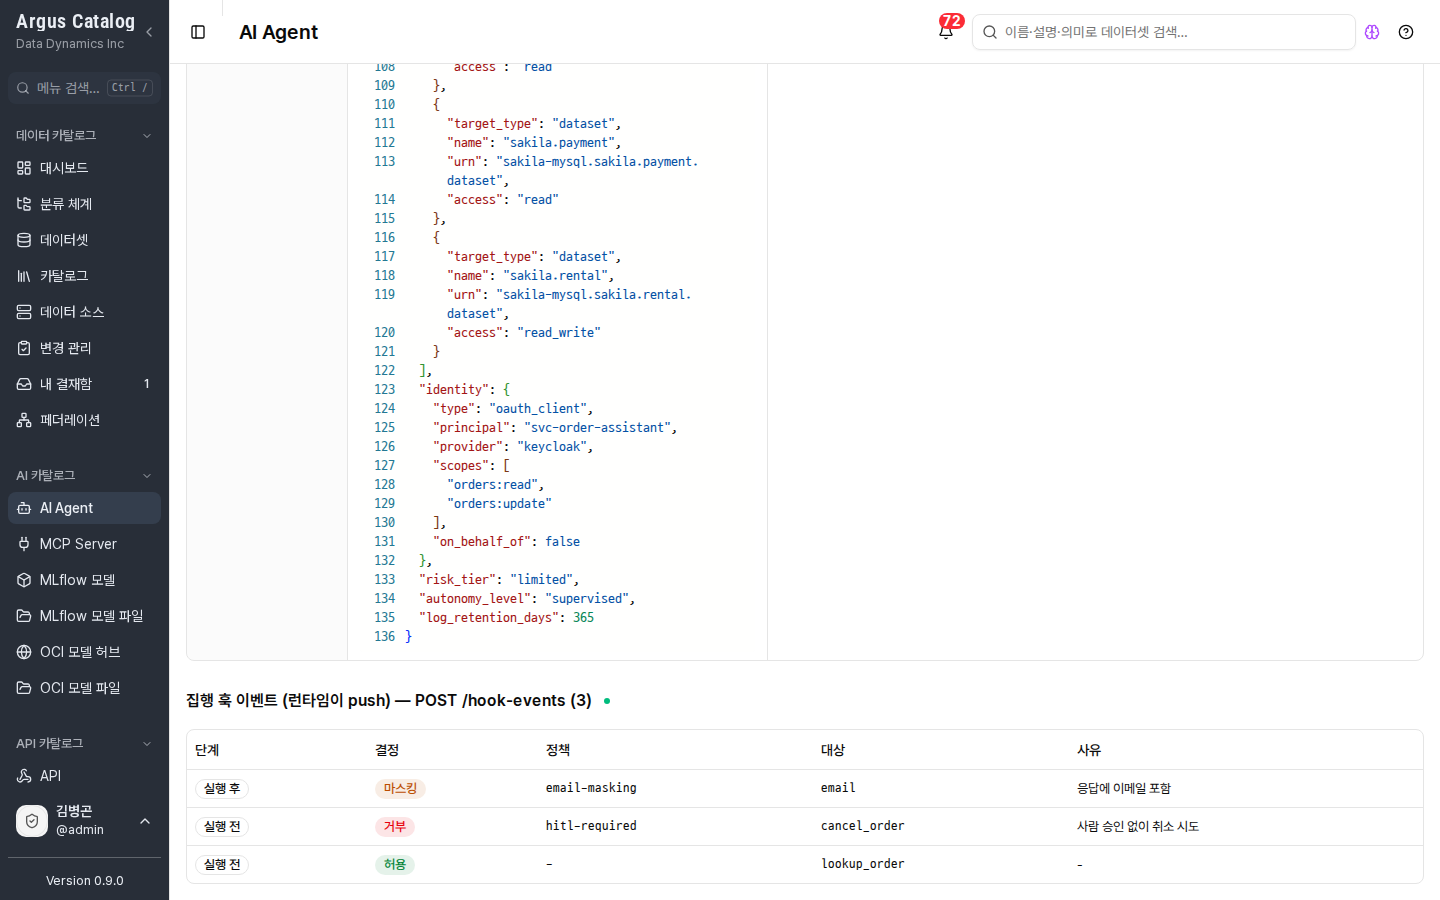 Argus Catalog
Data Dynamics Inc
메뉴 검색... Ctrl /
데이터 카탈로그
대시보드
분류 체계
데이터셋
카탈로그
데이터 소스
변경 관리
내 결재함 1
페더레이션
AI 카탈로그
AI Agent
MCP Server
MLflow 모델
MLflow 모델 파일
OCI 모델 허브
OCI 모델 파일
API 카탈로그
API
김병곤
@admin
Version 0.9.0
AI Agent
72
이름·설명·의미로 데이터셋 검색...
108 "access": "read"
109 },
110 {
111 "target_type": "dataset",
112 "name": "sakila.payment",
113 "urn": "sakila-mysql.sakila.payment.
dataset",
114 "access": "read"
115 },
116 {
117 "target_type": "dataset",
118 "name": "sakila.rental",
119 "urn": "sakila-mysql.sakila.rental.
dataset",
120 "access": "read_write"
121 }
122 ],
123 "identity": {
124 "type": "oauth_client",
125 "principal": "svc-order-assistant",
126 "provider": "keycloak",
127 "scopes": [
128 "orders:read",
129 "orders:update"
130 ],
131 "on_behalf_of": false
132 },
133 "risk_tier": "limited",
134 "autonomy_level": "supervised",
135 "log_retention_days": 365
136 }
집행 훅 이벤트 (런타임이 push) — POST /hook-events (3)
단계 결정 정책 대상 사유
실행 후 마스킹 email-masking email 응답에 이메일 포함
실행 전 거부 hitl-required cancel_order 사람 승인 없이 취소 시도
실행 전 허용 - lookup_order -